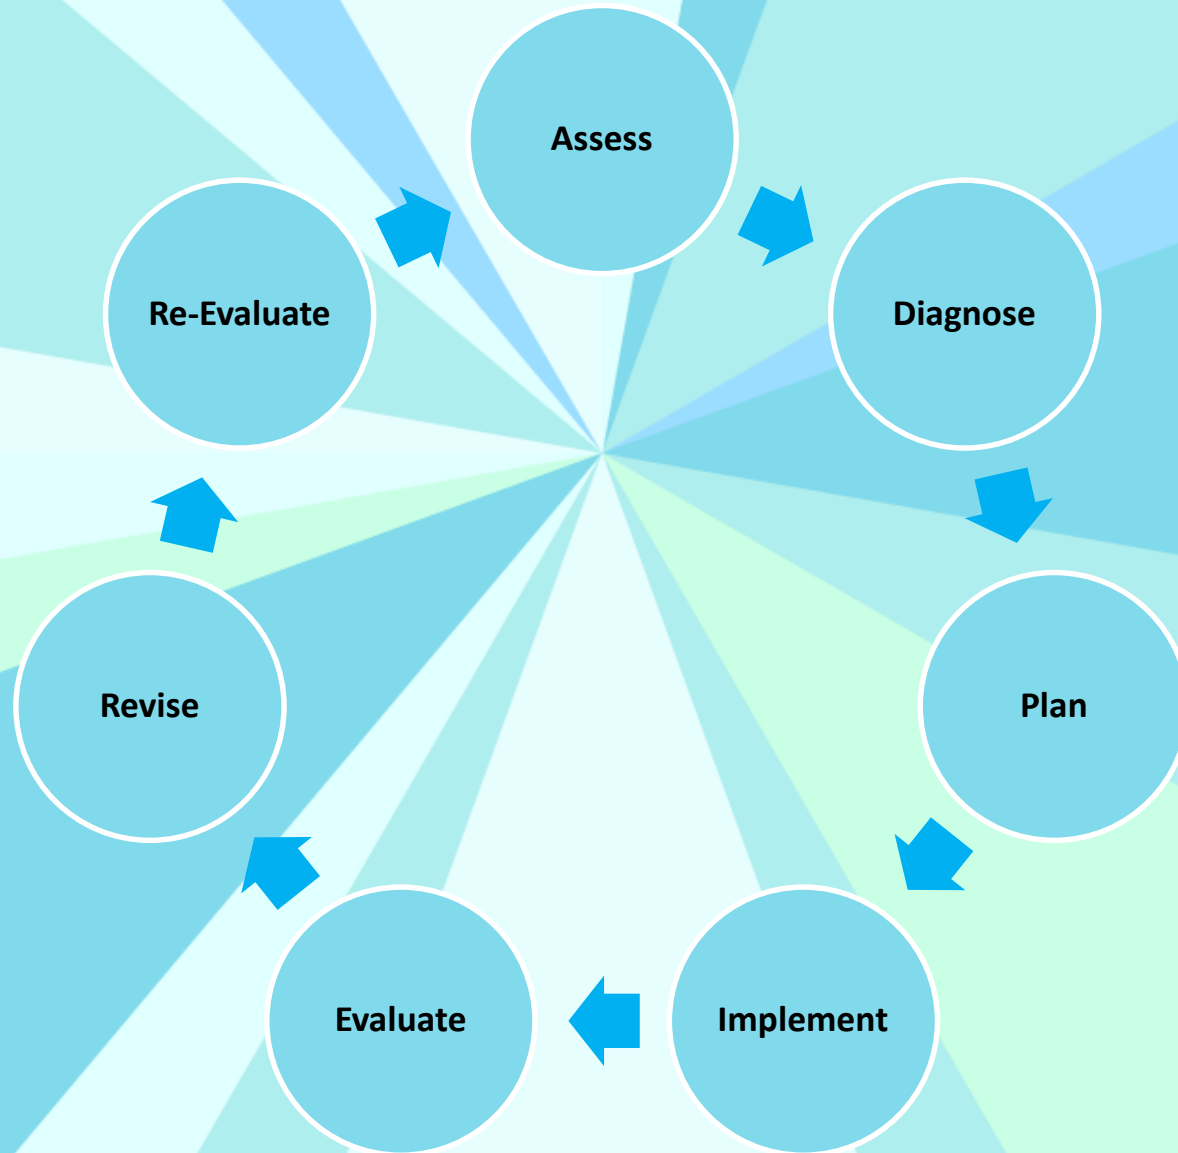 Assess
Diagnose
Plan
Implement
Evaluate
Revise
Re-Evaluate